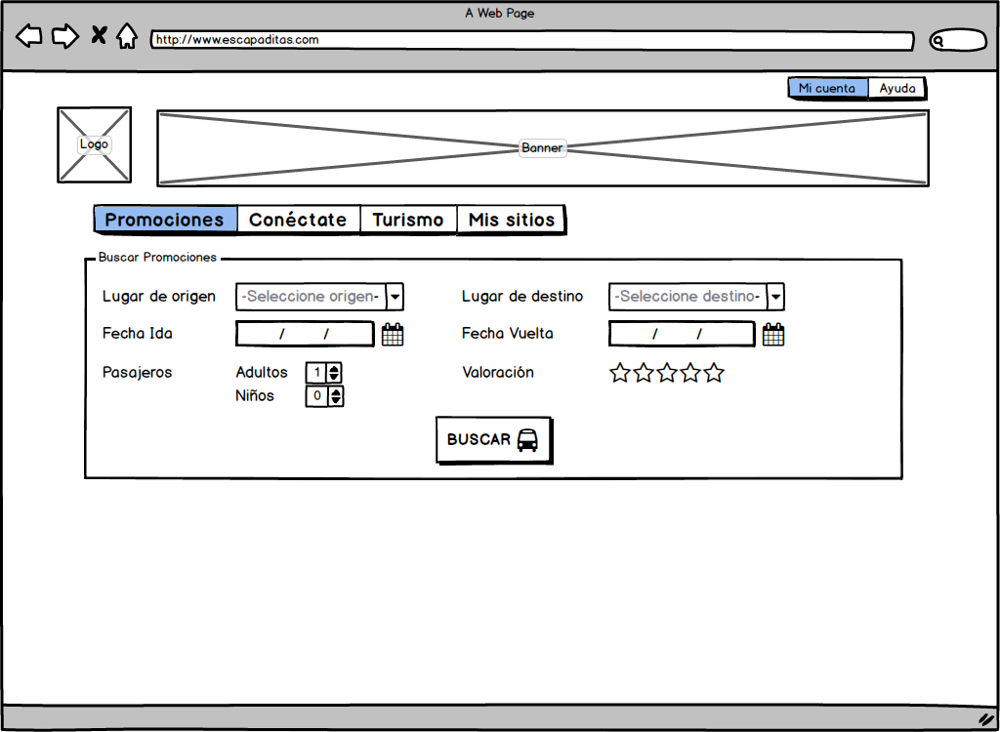 A Web Page
http://www.escapaditas.com
Mi cuenta Ayuda
Logo
Banner
Promociones Conéctate Turismo Mis sitios
Buscar Promociones
Lugar de origen -Seleccione origen- Lugar de destino -Seleccione destino-
Fecha Ida / / Fecha Vuelta / /
Pasajeros Adultos 1 Valoración
Niños 0
BUSCAR